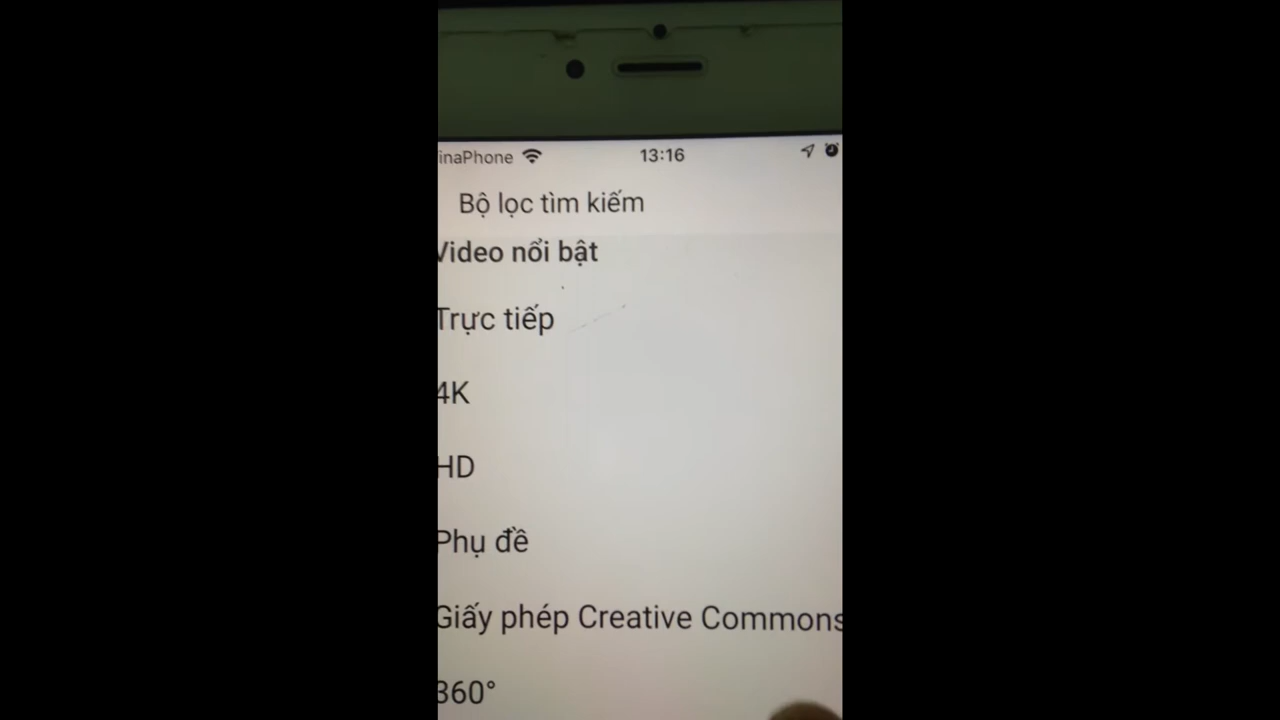 inaPhone 13:16
Bộ lọc tìm kiếm
Video nổi bật
Trực tiếp
4K
HD
Phụ đề
Giấy phép Creative Commons
360°